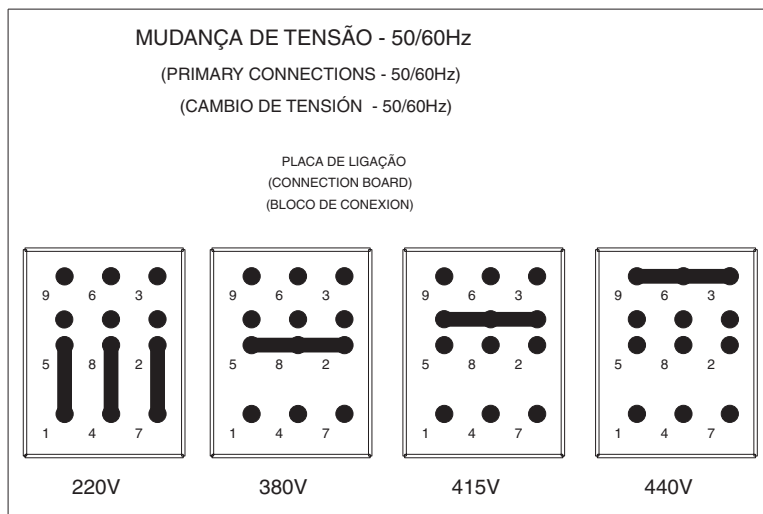 MUDANÇA DE TENSÃO - 50/60Hz
(PRIMARY CONNECTIONS - 50/60Hz)
(CAMBIO DE TENSIÓN - 50/60Hz)
PLACA DE LIGAÇÃO
(CONNECTION BOARD)
(BLOCO DE CONEXION)
9 6 3
5 8 2
1 4 7
220V
9 6 3
5 8 2
1 4 7
380V
9 6 3
5 8 2
1 4 7
415V
9 6 3
5 8 2
1 4 7
440V